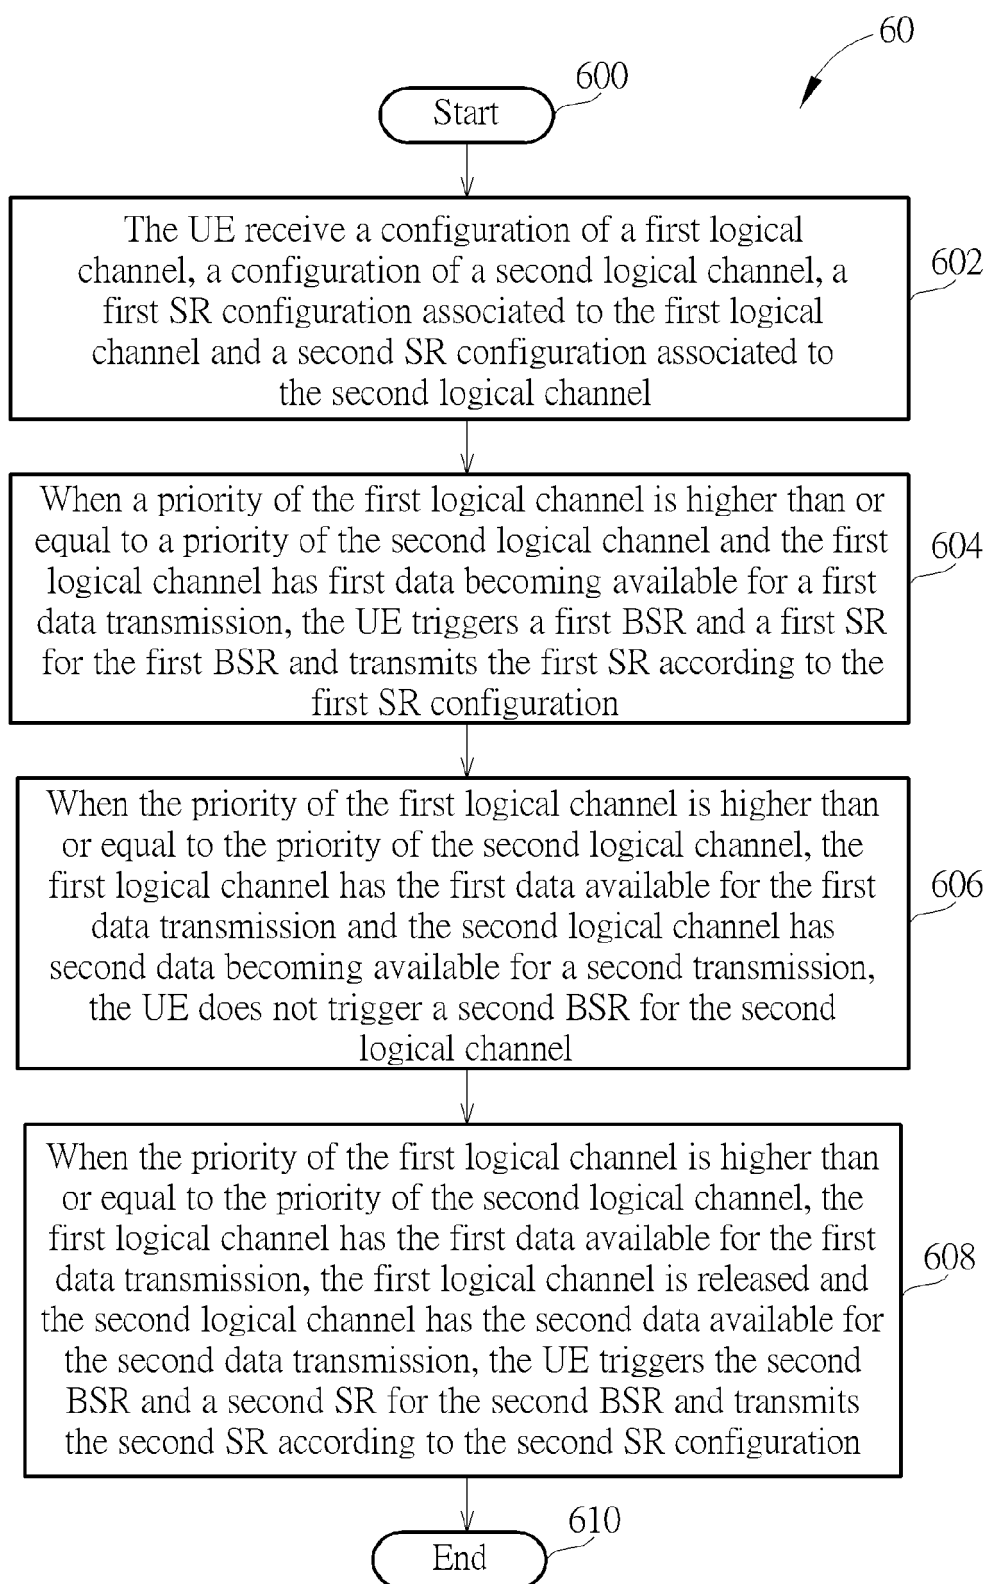 60
600
Start
The UE receive a configuration of a first logical
channel, a configuration of a second logical channel, a
first SR configuration associated to the first logical
channel and a second SR configuration associated to
the second logical channel
602
When a priority of the first logical channel is higher than or
equal to a priority of the second logical channel and the first
logical channel has first data becoming available for a first
data transmission, the UE triggers a first BSR and a first SR
for the first BSR and transmits the first SR according to the
first SR configuration
604
When the priority of the first logical channel is higher than
or equal to the priority of the second logical channel, the
first logical channel has the first data available for the first
data transmission and the second logical channel has
second data becoming available for a second transmission,
the UE does not trigger a second BSR for the second
logical channel
606
When the priority of the first logical channel is higher than
or equal to the priority of the second logical channel, the
first logical channel has the first data available for the first
data transmission, the first logical channel is released and
the second logical channel has the second data available for
the second data transmission, the UE triggers the second
BSR and a second SR for the second BSR and transmits
the second SR according to the second SR configuration
608
610
End